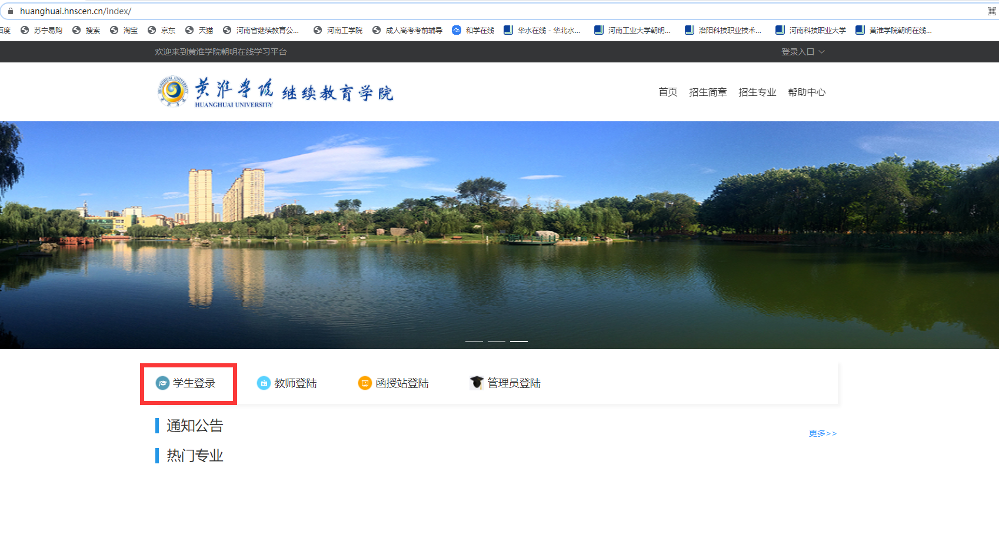 huanghuai.hnscen.cn/index/
百度 苏宁易购 搜索 淘宝 京东 天猫 河南省继续教育公... 河南工学院 成人高考考前辅导 和学在线 华水在线 - 华北水... 河南工业大学朝明... 洛阳科技职业技术... 河南科技职业大学 黄淮学院朝明在线...
欢迎来到黄淮学院朝明在线学习平台 登录入口
黄淮学院 继续教育学院
HUANGHUAI UNIVERSITY
首页 招生简章 招生专业 帮助中心
学生登录 教师登陆 函授站登陆 管理员登陆
通知公告
更多>>
热门专业